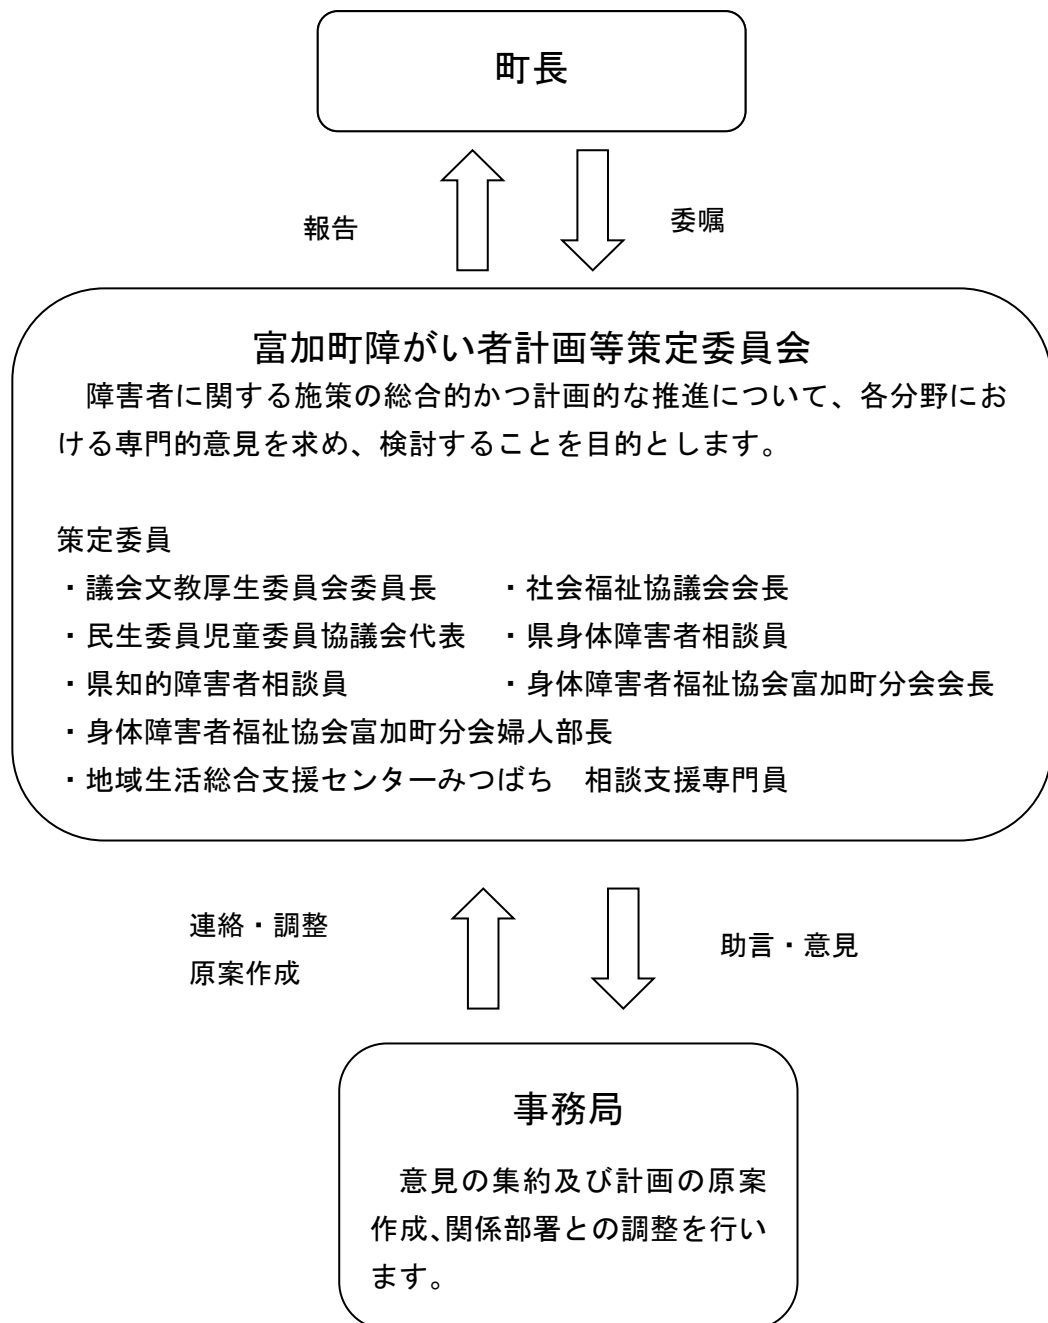 町長
報告
委嘱
富加町障がい者計画等策定委員会
　障害者に関する施策の総合的かつ計画的な推進について、各分野にお
ける専門的意見を求め、検討することを目的とします。
策定委員
・議会文教厚生委員会委員長　　・社会福祉協議会会長
・民生委員児童委員協議会代表　・県身体障害者相談員
・県知的障害者相談員　　　　　・身体障害者福祉協会富加町分会会長
・身体障害者福祉協会富加町分会婦人部長
・地域生活総合支援センターみつばち　相談支援専門員
連絡・調整
原案作成
助言・意見
事務局
　意見の集約及び計画の原案
作成、関係部署との調整を行い
ます。